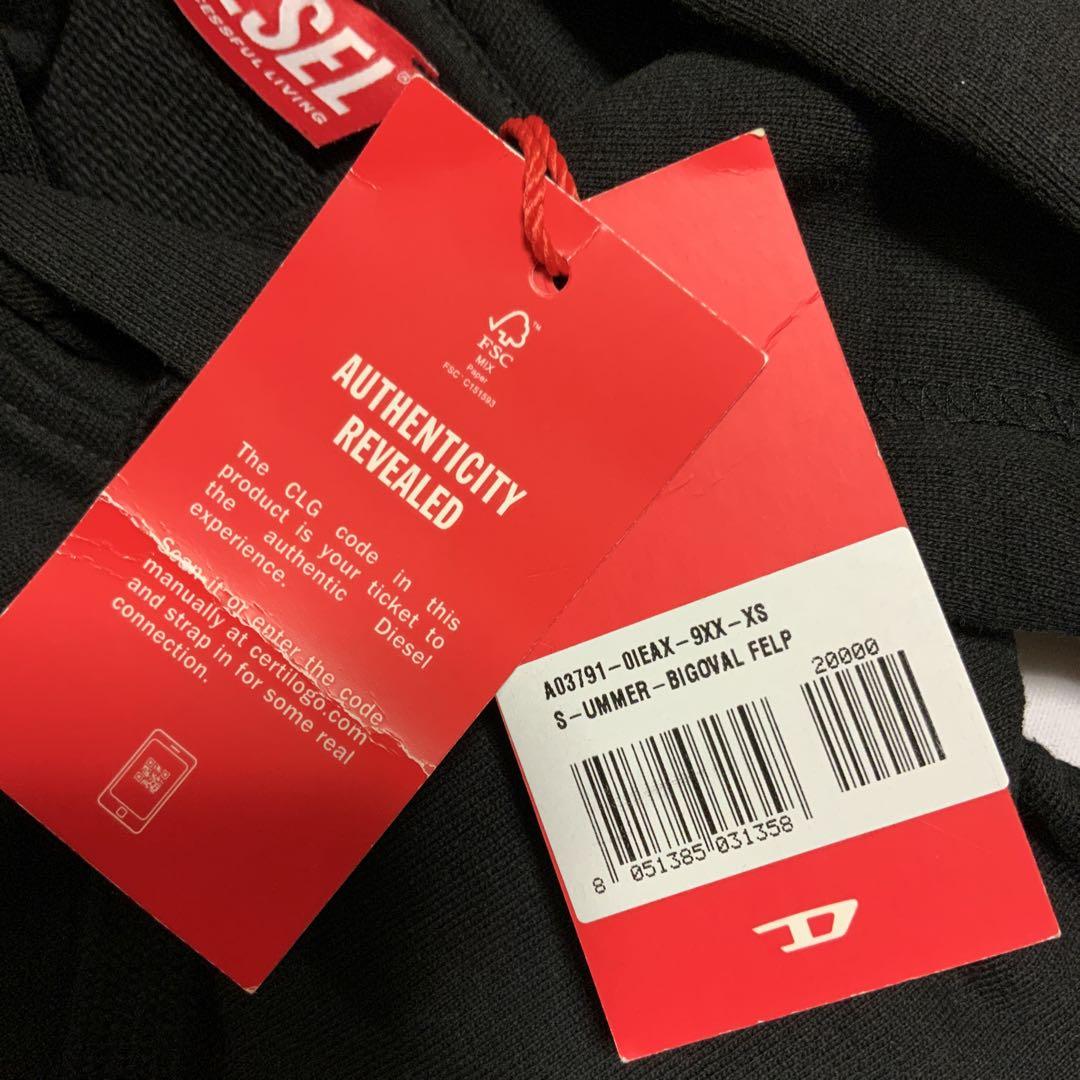 SEL®
CESSFUL LIVING
FSC™
MIX
Paper
FSC® C151593
AUTHENTICITY
REVEALED
The CLG code in this
product is your ticket to
the authentic Diesel
experience.
Scan it or enter the code
manually at certilogo.com
and strap in for some real
connection.
A03791-0IEAX-9XX-XS
S-UMMER-BIGOVAL FELP
20000
8 051385 031358
D